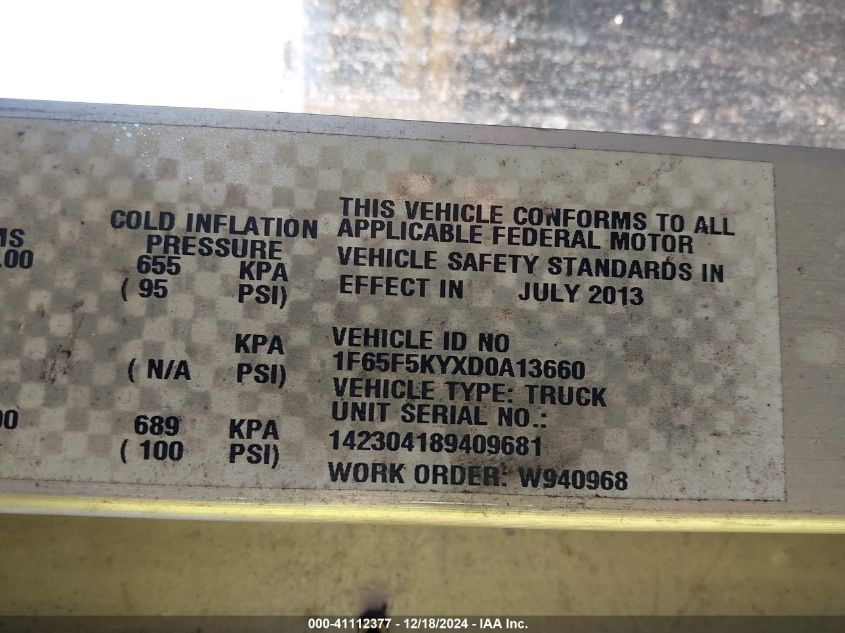 MS
.00
COLD INFLATION
PRESSURE
655 KPA
( 95 PSI)
KPA
( N/A PSI)
00
689 KPA
( 100 PSI)
THIS VEHICLE CONFORMS TO ALL
APPLICABLE FEDERAL MOTOR
VEHICLE SAFETY STANDARDS IN
EFFECT IN JULY 2013
VEHICLE ID NO
1F65F5KYXD0A13660
VEHICLE TYPE: TRUCK
UNIT SERIAL NO.:
142304189409681
WORK ORDER: W940968
000-41112377 - 12/18/2024 - IAA Inc.